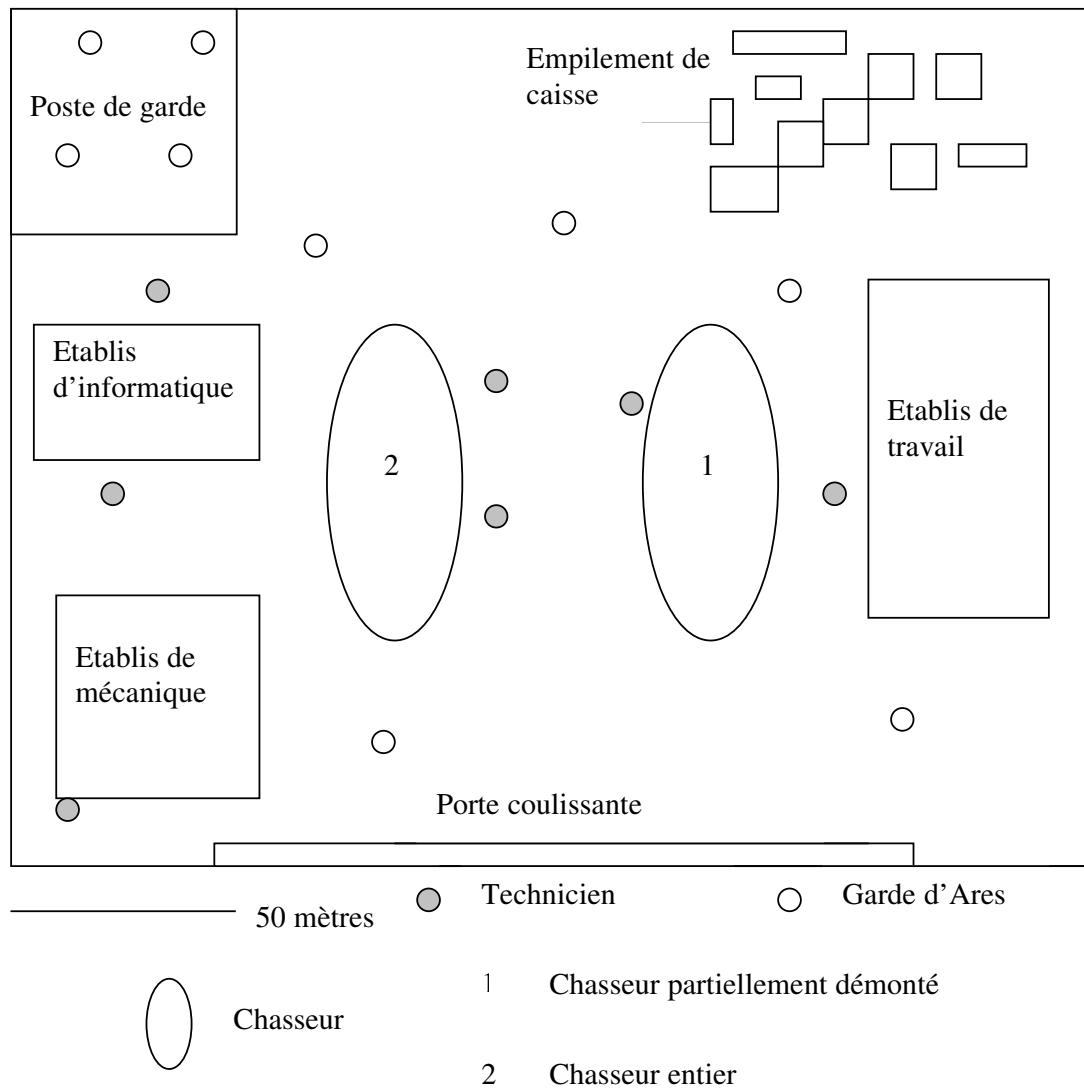 Empilement de
caisse
Poste de garde
Etablis
d'informatique
Etablis de
travail
2
1
Etablis de
mécanique
Porte coulissante
50 mètres
Technicien
Garde d'Ares
1 Chasseur partiellement démonté
Chasseur
2 Chasseur entier